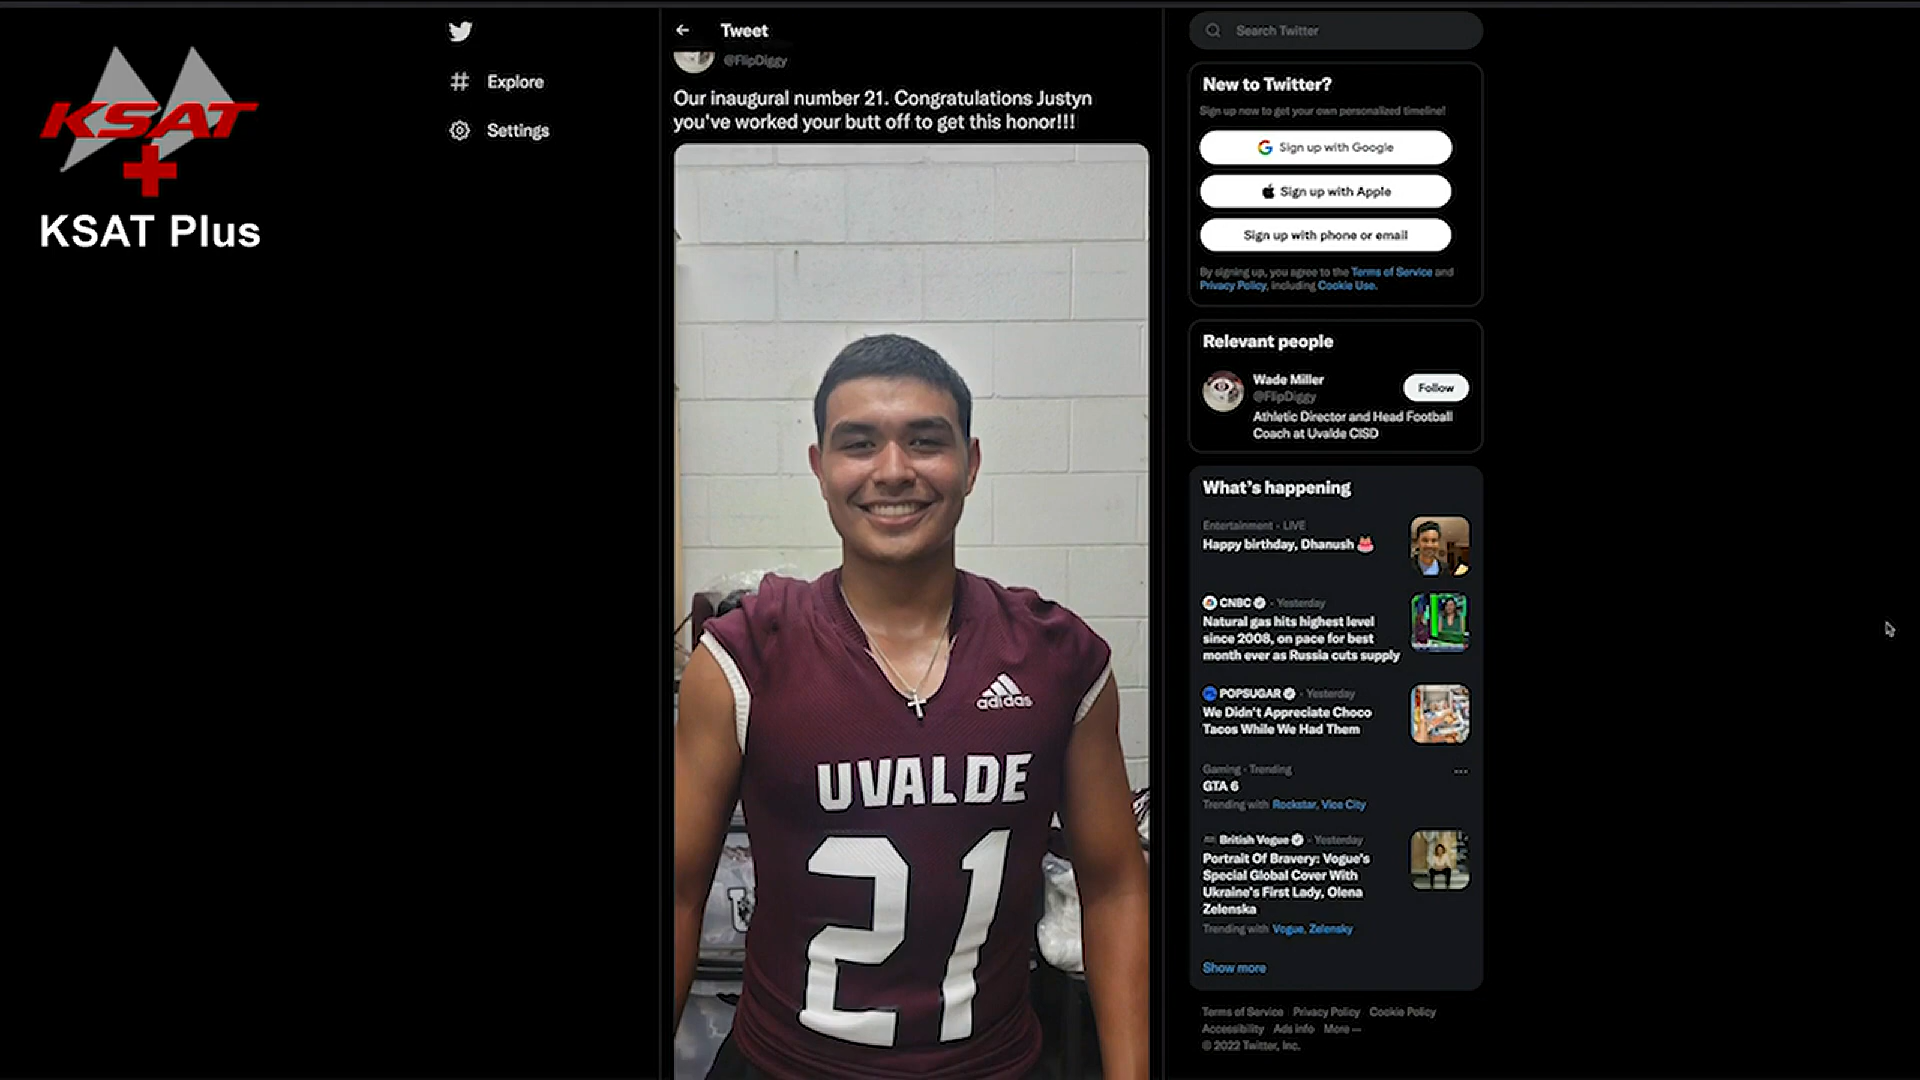 KSAT
KSAT Plus
Explore
Settings
Tweet
@FlipDiggy
Our inaugural number 21. Congratulations Justyn
you've worked your butt off to get this honor!!!
adidas
UVALDE
21
Search Twitter
New to Twitter?
Sign up now to get your own personalized timeline!
Sign up with Google
Sign up with Apple
Sign up with phone or email
By signing up, you agree to the Terms of Service and
Privacy Policy, including Cookie Use.
Relevant people
Wade Miller
@FlipDiggy
Follow
Athletic Director and Head Football
Coach at Uvalde CISD
What's happening
Entertainment · LIVE
Happy birthday, Dhanush
CNBC · Yesterday
Natural gas hits highest level
since 2008, on pace for best
month ever as Russia cuts supply
POPSUGAR · Yesterday
We Didn't Appreciate Choco
Tacos While We Had Them
Gaming · Trending
GTA 6
Trending with Rockstar, Vice City
British Vogue · Yesterday
Portrait Of Bravery: Vogue's
Special Global Cover With
Ukraine's First Lady, Olena
Zelenska
Trending with Vogue, Zelensky
Show more
Terms of Service Privacy Policy Cookie Policy
Accessibility Ads info More ···
© 2022 Twitter, Inc.